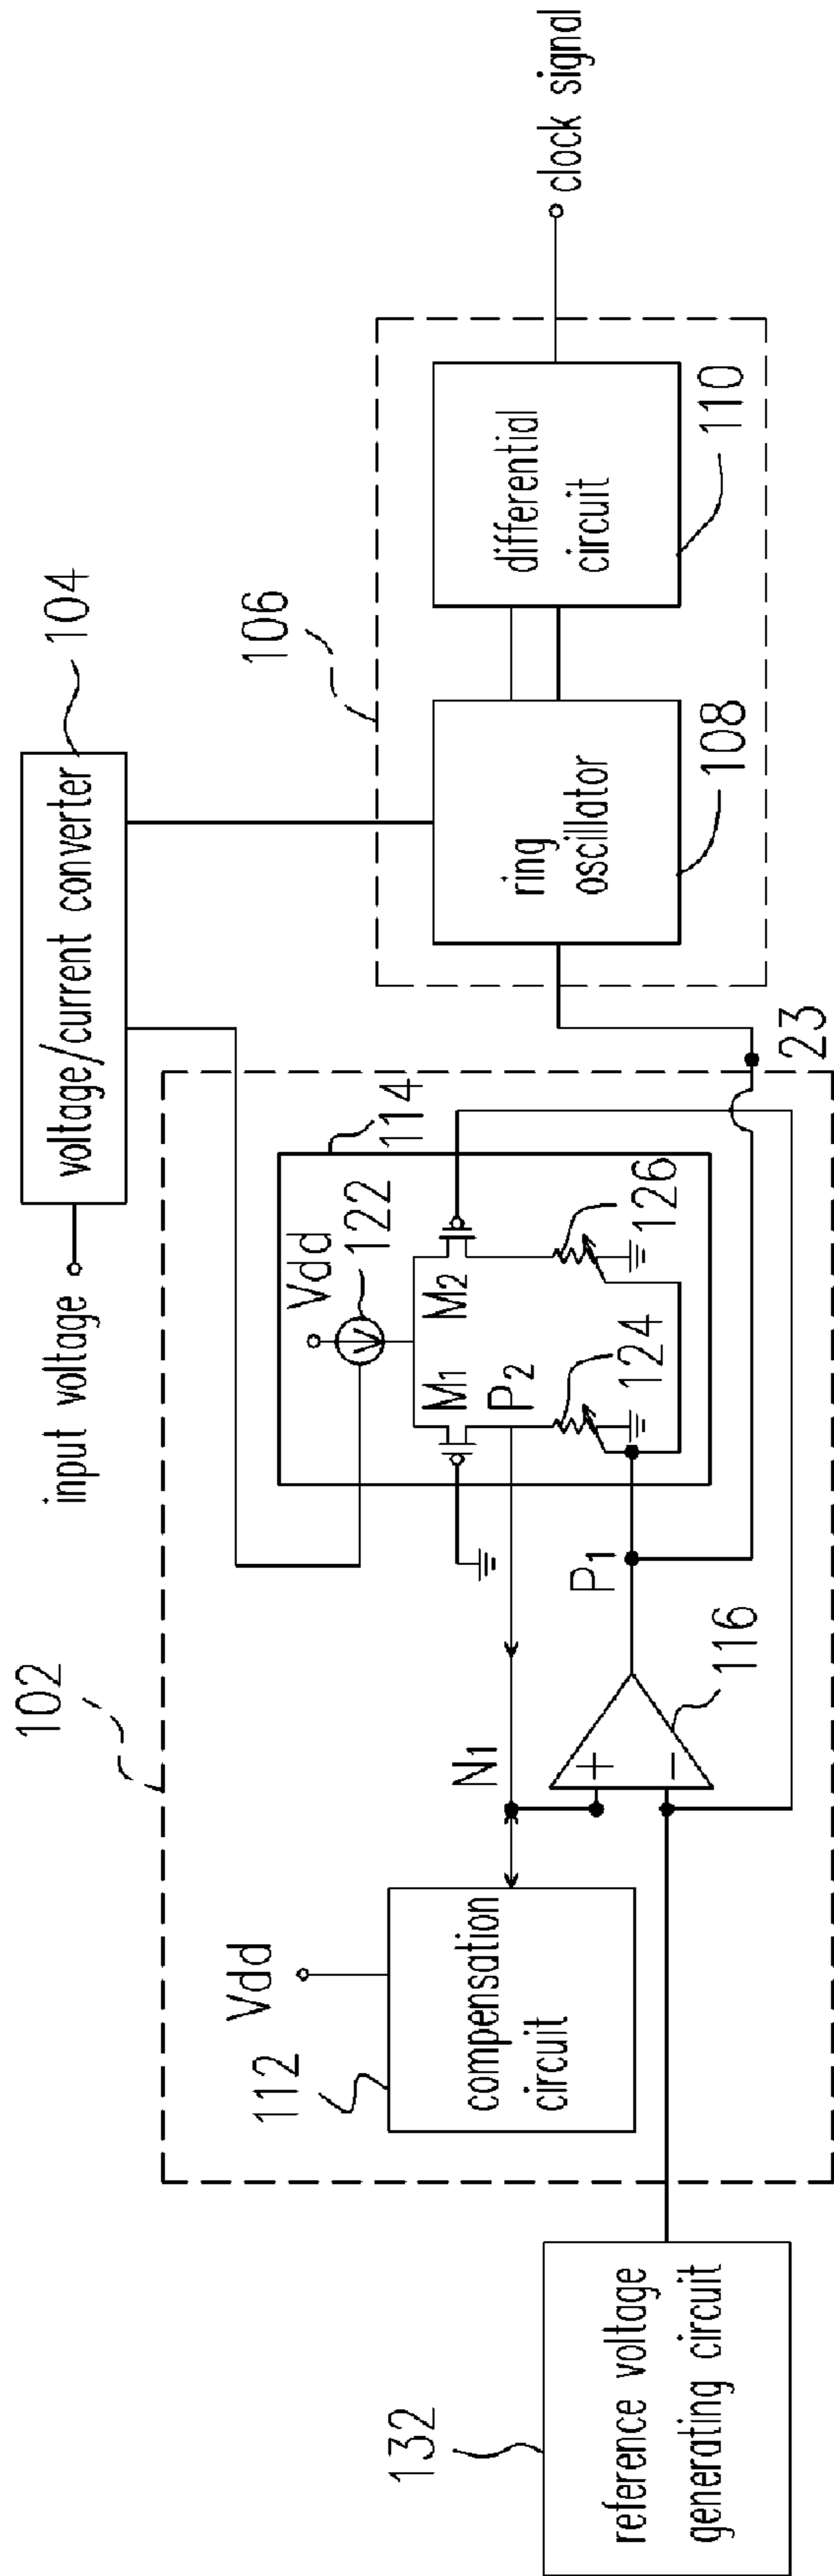 input voltage
voltage/current converter
104
102
106
clock signal
132
reference voltage
generating circuit
112
Vdd
compensation
circuit
N1
+
−
116
P1
P2
M1
M2
Vdd
122
114
124
126
23
ring
oscillator
108
differential
circuit
110